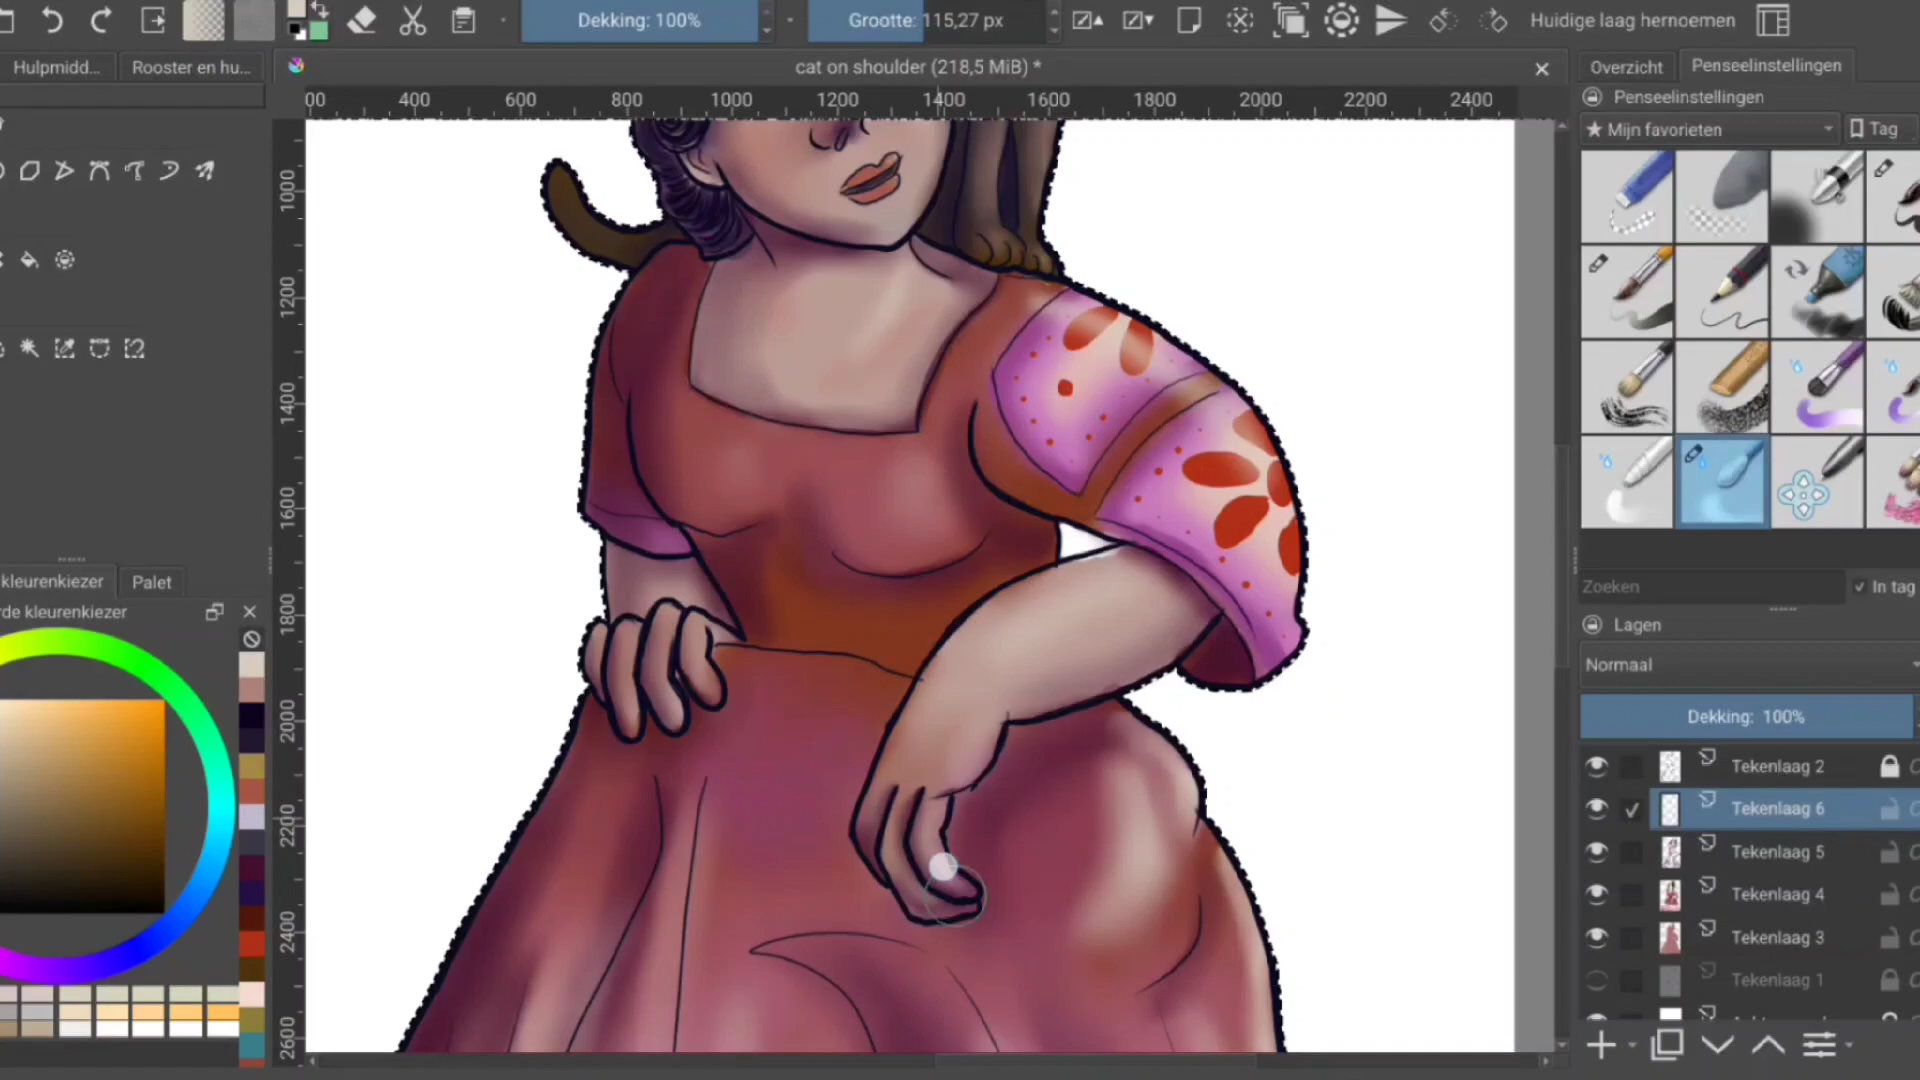 Dekking: 100%
Grootte: 115,27 px
Huidige laag hernoemen
Hulpmidd...
Rooster en hu...
cat on shoulder (218,5 MiB) *
Overzicht
Penseelinstellingen
00 400 600 800 1000 1200 1400 1600 1800 2000 2200 2400
Penseelinstellingen
Mijn favorieten
Tag
1000
1200
1400
1600
1800
2000
2200
2400
2600
kleurenkiezer
Palet
rde kleurenkiezer
Zoeken
In tag
Lagen
Normaal
Dekking: 100%
Tekenlaag 2
Tekenlaag 6
Tekenlaag 5
Tekenlaag 4
Tekenlaag 3
Tekenlaag 1